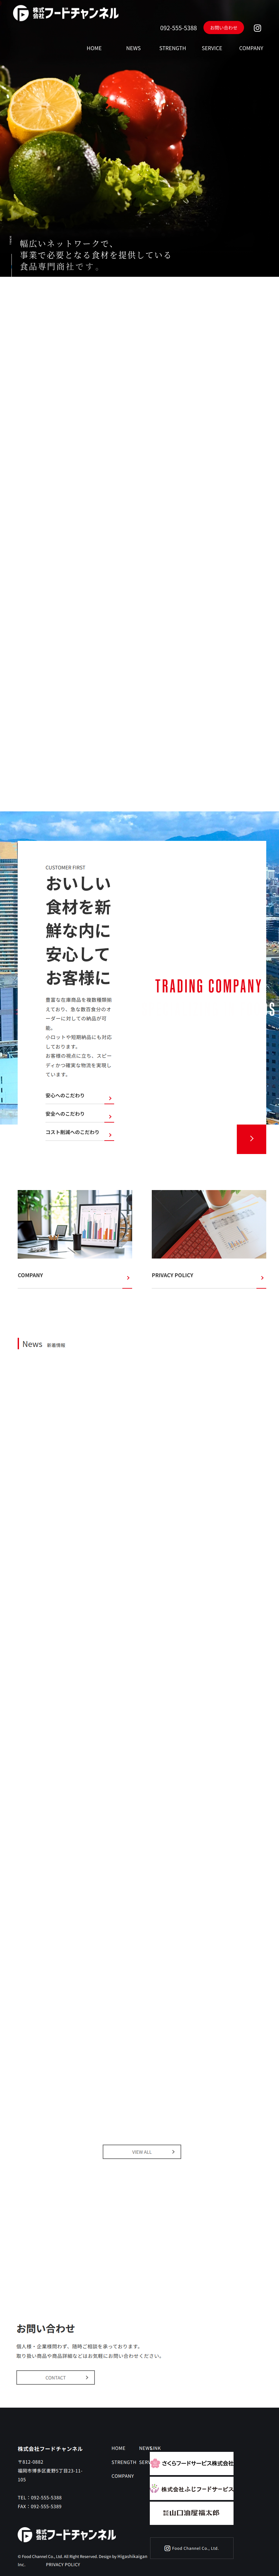 株式会社フードチャンネル
092-555-5388
お問い合わせ
HOME NEWS STRENGTH SERVICE COMPANY
幅広いネットワークで、
事業で必要となる食材を提供している
食品専門商社です。
CUSTOMER FIRST
おいしい
食材を新
鮮な内に
安心して
お客様に
豊富な在庫商品を複数種類揃
えており、急な数百食分のオ
ーダーに対しての納品が可
能。
小ロットや短期納品にも対応
しております。
お客様の視点に立ち、スピー
ディかつ確実な物流を実現し
ています。
TRADING COMPANY
安心へのこだわり
安全へのこだわり
コスト削減へのこだわり
COMPANY
PRIVACY POLICY
News 新着情報
VIEW ALL
お問い合わせ
個人様・企業様問わず、随時ご相談を承っております。
取り扱い商品や商品詳細などはお気軽にお問い合わせください。
CONTACT
株式会社フードチャンネル
〒812-0882
福岡市博多区麦野5丁目23-11-
105
TEL：092-555-5388
FAX：092-555-5389
株式会社フードチャンネル
© Food Channel Co., Ltd. All Right Reserved. Design by Higashikaigan
Inc.
PRIVACY POLICY
HOME NEWS
STRENGTH
COMPANY
LINK
さくらフードサービス株式会社
株式会社ふじフードサービス
株式会社山口油屋福太郎
Food Channel Co., Ltd.